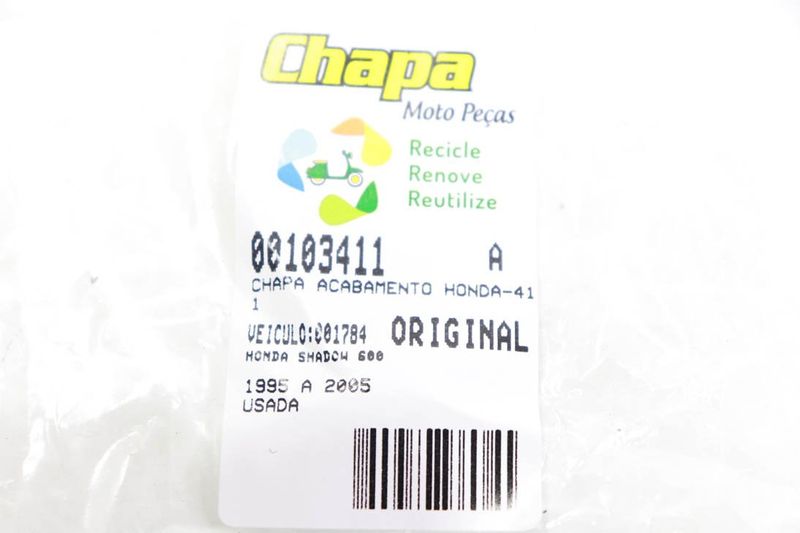 Chapa
Moto Peças
Recicle
Renove
Reutilize
00103411 A
CHAPA ACABAMENTO HONDA-41
1
VEICULO:001784 ORIGINAL
HONDA SHADOW 600
1995 A 2005
USADA